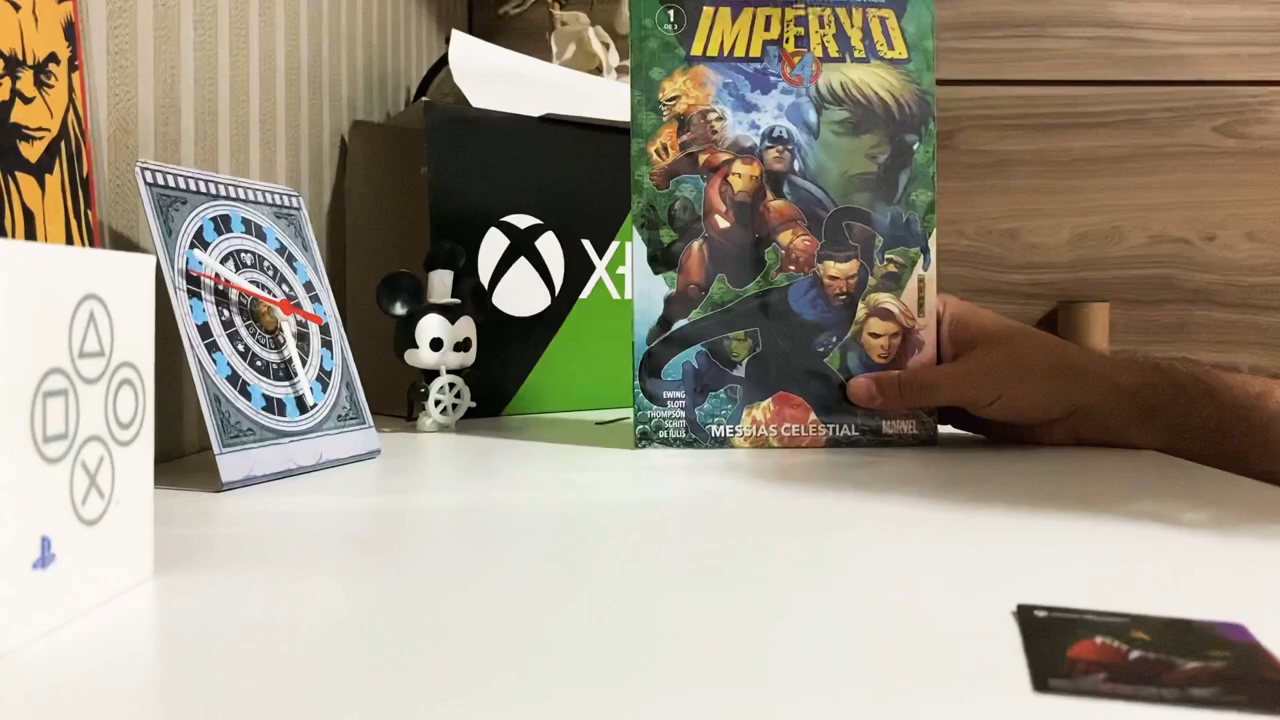 1
DE 3
IMPERYO
EWING
SLOTT
THOMPSON
SCHITI
DE IULIS
MESSIAS CELESTIAL
MARVEL